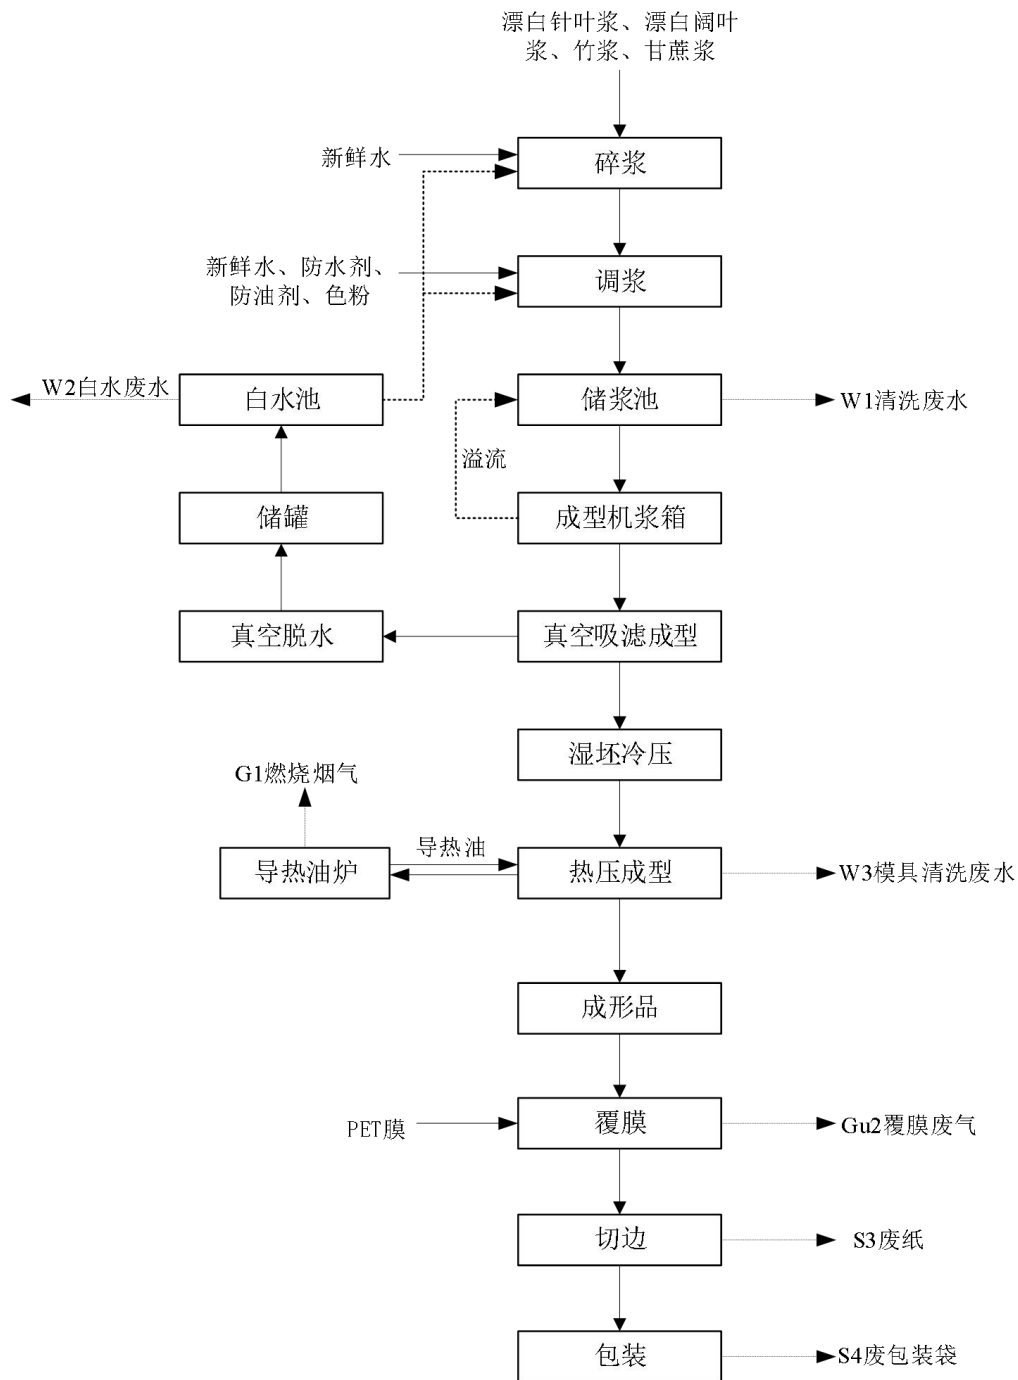 漂白针叶浆、漂白阔叶
浆、竹浆、甘蔗浆
新鲜水
碎浆
新鲜水、防水剂、
防油剂、色粉
调浆
W2白水废水
白水池
储浆池
W1清洗废水
溢流
储罐
成型机浆箱
真空脱水
真空吸滤成型
湿坯冷压
G1燃烧烟气
导热油
导热油炉
热压成型
W3模具清洗废水
成形品
PET膜
覆膜
Gu2覆膜废气
切边
S3废纸
包装
S4废包装袋